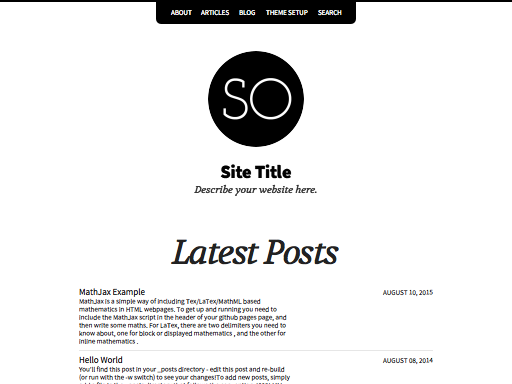 ABOUT ARTICLES BLOG THEME SETUP SEARCH
SO
Site Title
Describe your website here.
Latest Posts
MathJax Example AUGUST 10, 2015
MathJax is a simple way of including Tex/LaTex/MathML based
mathematics in HTML webpages. To get up and running you need to
include the MathJax script in the header of your github pages page, and
then write some maths. For LaTex, there are two delimiters you need to
know about, one for block or displayed mathematics , and the other for
inline mathematics .
Hello World AUGUST 08, 2014
You'll find this post in your _posts directory - edit this post and re-build
(or run with the -w switch) to see your changes!To add new posts, simply